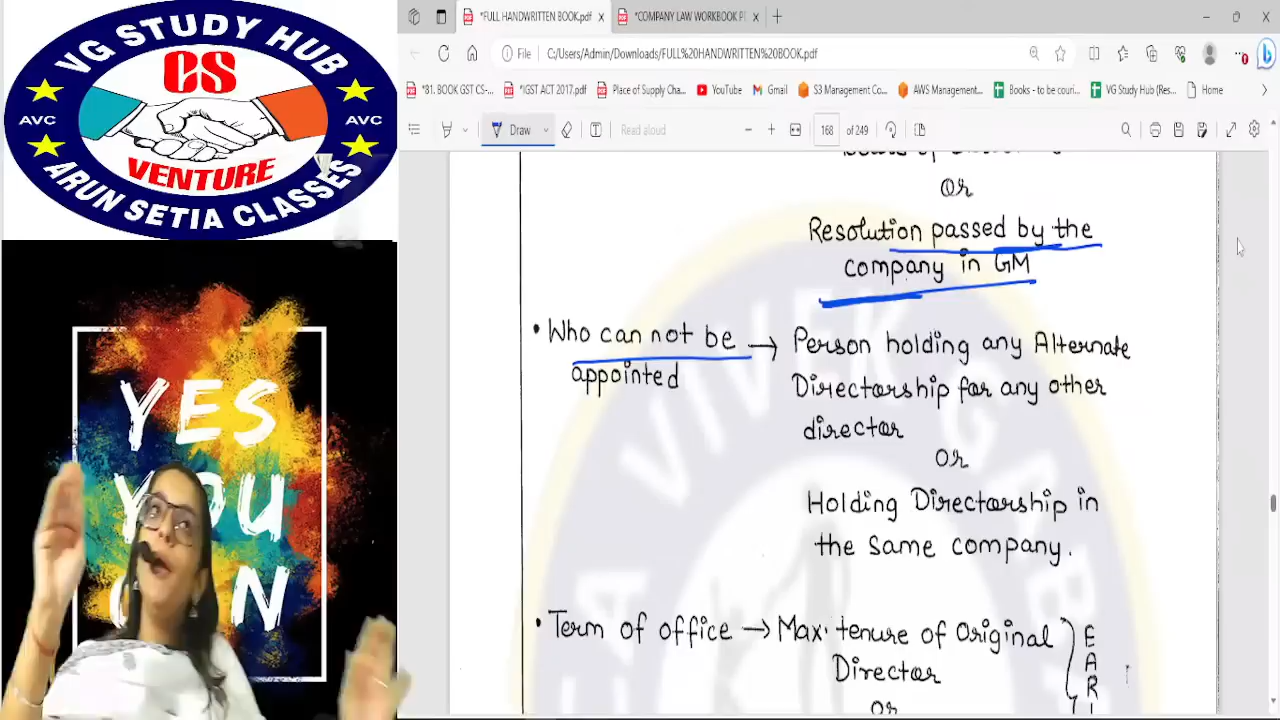 VG STUDY HUB
CS
AVC
AVC
VENTURE
ARUN SETIA CLASSES
YES
YOU
N
*FULL HANDWRITTEN BOOK.pdf
*COMPANY LAW WORKBOOK PT
File
C:/Users/Admin/Downloads/FULL%20HANDWRITTEN%20BOOK.pdf
*81. BOOK GST CS-...
*IGST ACT 2017.pdf
Place of Supply Cha...
YouTube
Gmail
S3 Management Co...
AWS Management...
Books - to be couri...
VG Study Hub (Res...
Home
Draw
Read aloud
168 of 249
Or
Resolution passed by the
company in GM
• Who can not be → Person holding any Alternate
appointed
Directorship for any other
director
or
Holding Directorship in
the same company.
• Term of office → Max. tenure of Original
Director
or
E
A
R